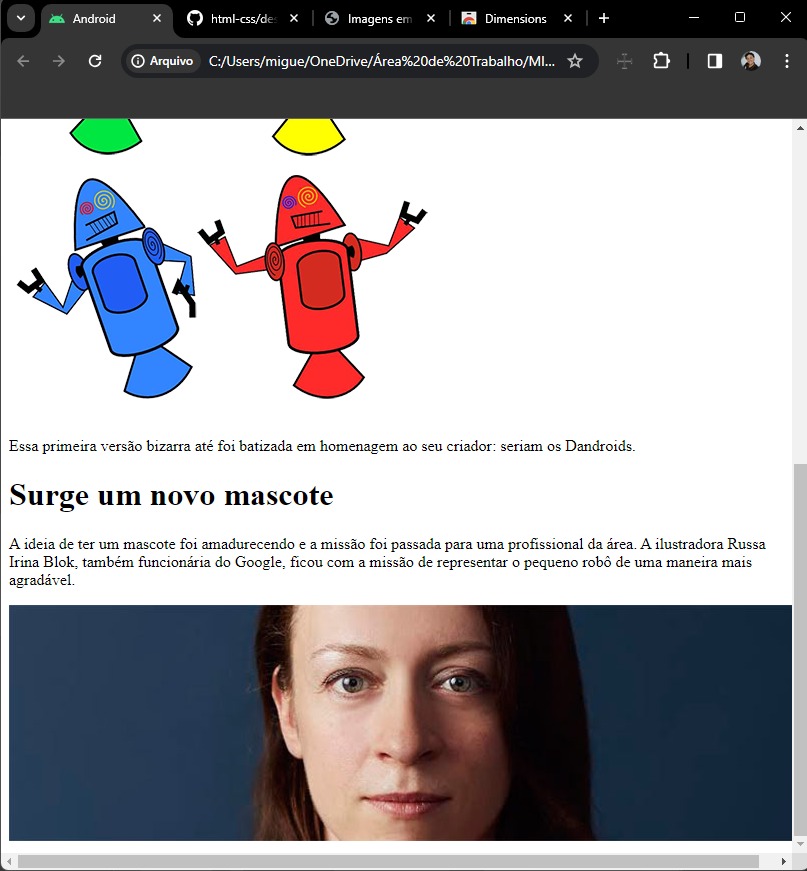 Android
html-css/des
Imagens em
Dimensions
Arquivo
C:/Users/migue/OneDrive/Área%20de%20Trabalho/MI...
Essa primeira versão bizarra até foi batizada em homenagem ao seu criador: seriam os Dandroids.
Surge um novo mascote
A ideia de ter um mascote foi amadurecendo e a missão foi passada para uma profissional da área. A ilustradora Russa
Irina Blok, também funcionária do Google, ficou com a missão de representar o pequeno robô de uma maneira mais
agradável.